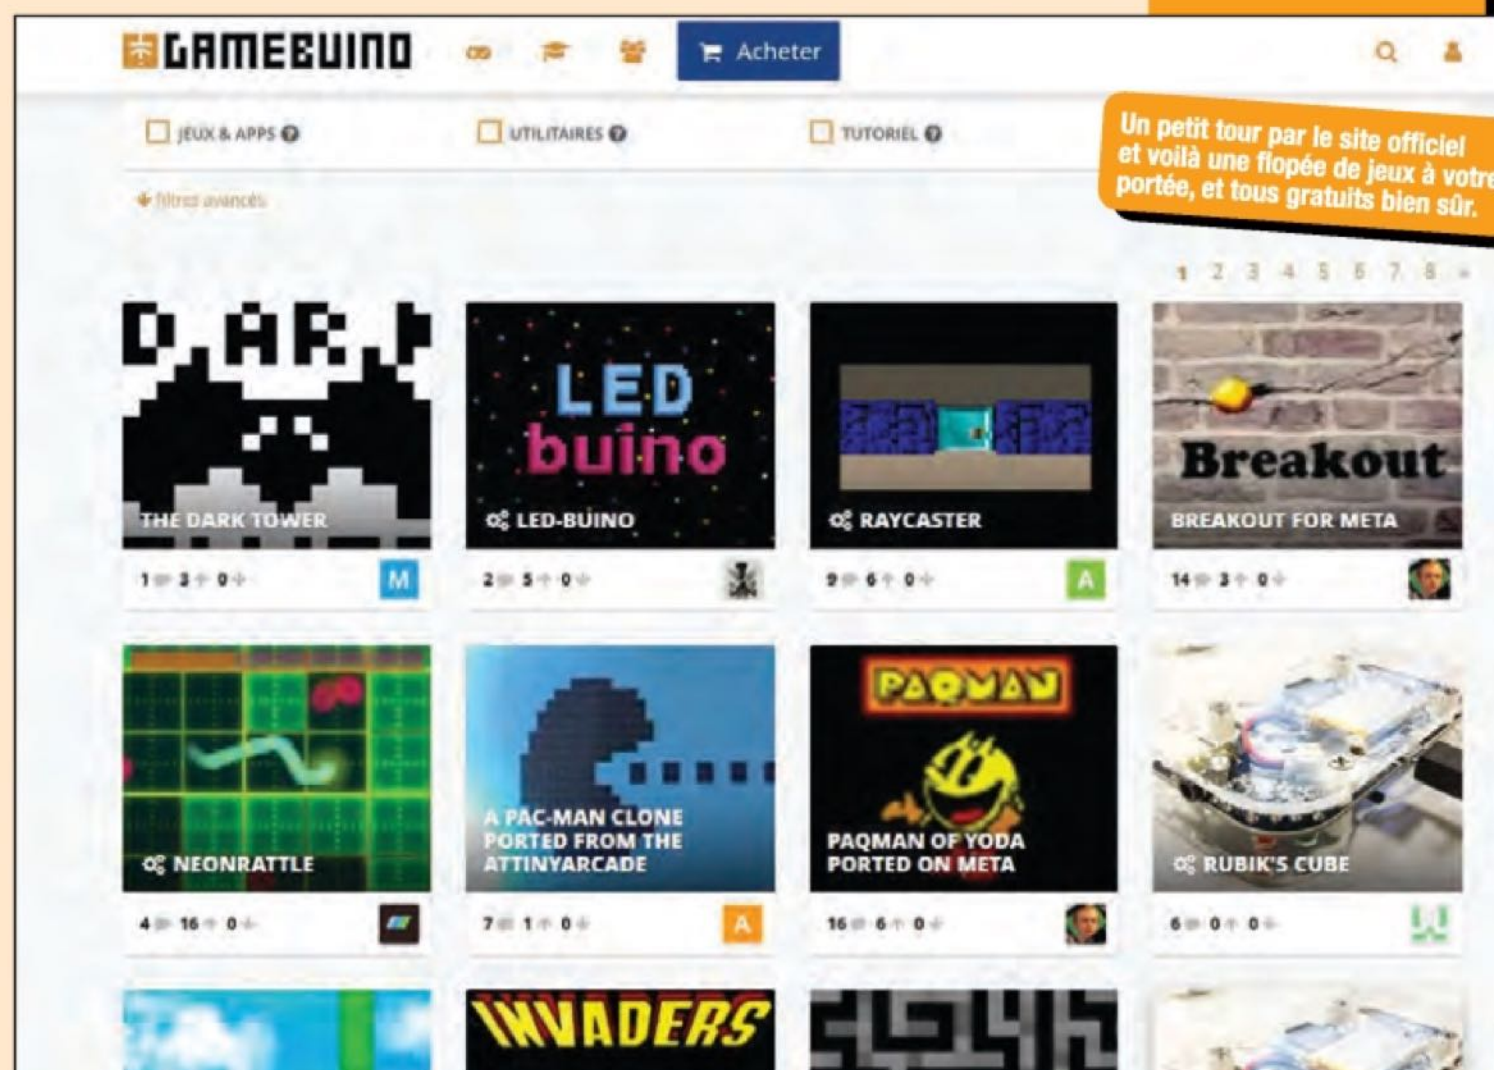 GAMEBUINO
Acheter
JEUX & APPS
UTILITAIRES
TUTORIEL
Un petit tour par le site officiel
et voilà une flopée de jeux à votre
portée, et tous gratuits bien sûr.
filtres avancés
1 2 3 4 5 6 7 8 »
D AR
THE DARK TOWER
LED
buino
LED-BUINO
RAYCASTER
Breakout
BREAKOUT FOR META
1 3 0
M
2 5 0
9 6 0
A
14 3 0
NEONRATTLE
A PAC-MAN CLONE
PORTED FROM THE
ATTINYARCADE
PAQMAN
PAQMAN OF YODA
PORTED ON META
RUBIK'S CUBE
4 16 0
7 1 0
A
16 6 0
6 0 0
INVADERS